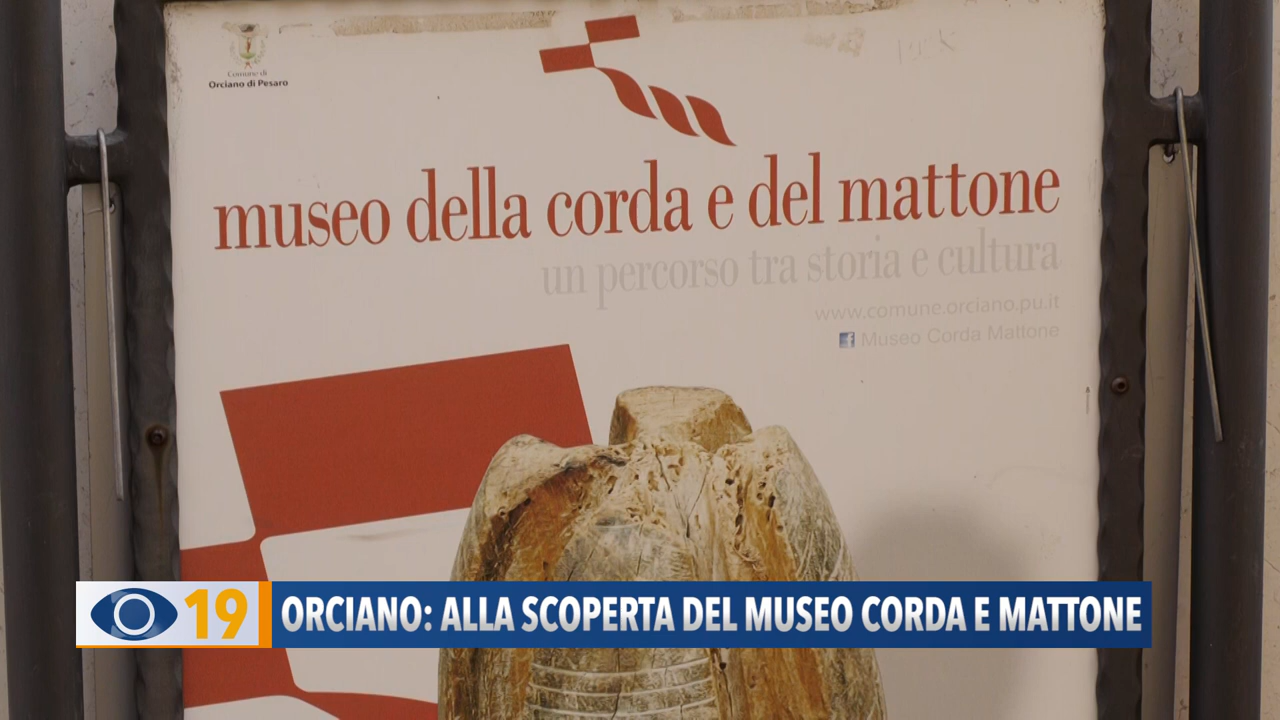 Comune di
Orciano di Pesaro
museo della corda e del mattone
un percorso tra storia e cultura
www.comune.orciano.pu.it
f Museo Corda Mattone
19 ORCIANO: ALLA SCOPERTA DEL MUSEO CORDA E MATTONE